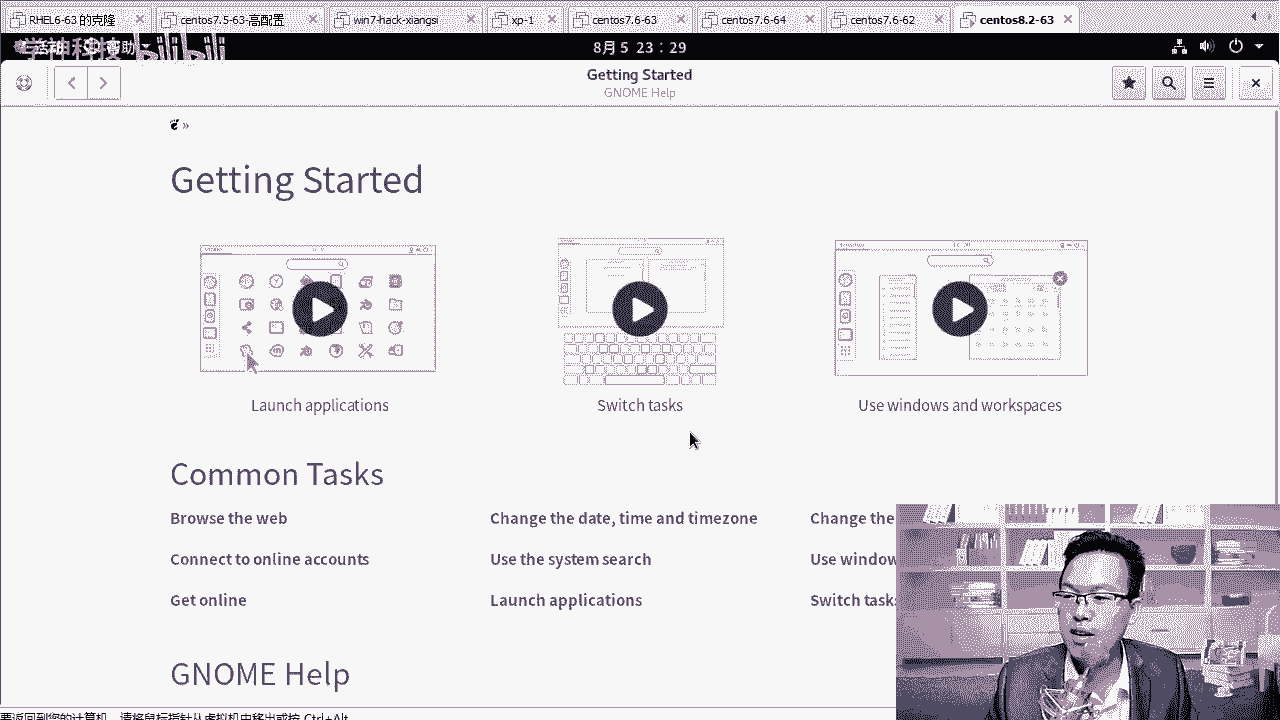 RHEL6-63 的克隆
centos7.5-63-高配置
win7-hack-xiangsi
xp-1
centos7.6-63
centos7.6-64
centos7.6-62
centos8.2-63
学神科技 bilibili
帮助
8月 5 23：29
Getting Started
GNOME Help
»
Getting Started
Launch applications
Switch tasks
Use windows and workspaces
Common Tasks
Browse the web
Change the date, time and timezone
Change the
Connect to online accounts
Use the system search
Use window
Get online
Launch applications
Switch task
GNOME Help
要返回到您的计算机，请将鼠标指针从虚拟机中移出或按 Ctrl+Alt